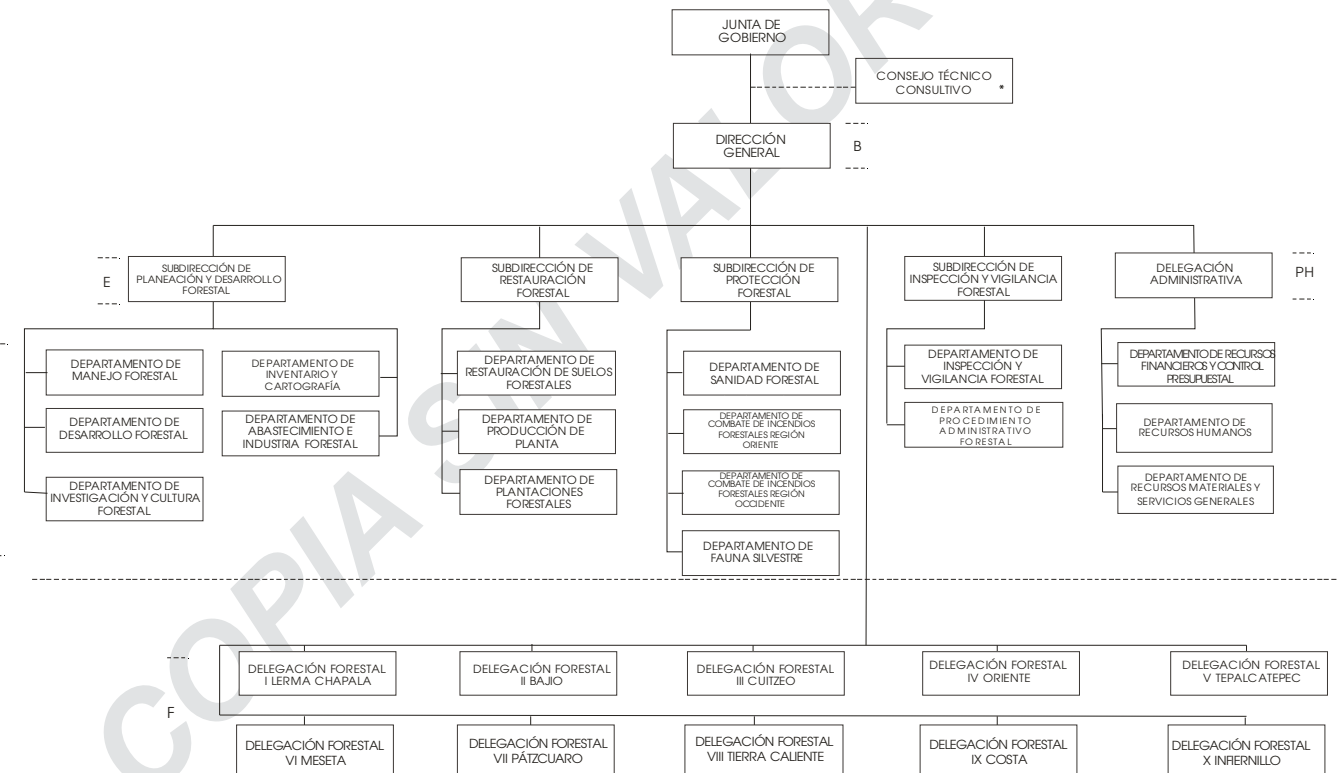 JUNTA DE
GOBIERNO
CONSEJO TÉCNICO
CONSULTIVO *
DIRECCIÓN
GENERAL
B
E
SUBDIRECCIÓN DE
PLANEACIÓN Y DESARROLLO
FORESTAL
SUBDIRECCIÓN DE
RESTAURACIÓN
FORESTAL
SUBDIRECCIÓN DE
PROTECCIÓN
FORESTAL
SUBDIRECCIÓN DE
INSPECCIÓN Y VIGILANCIA
FORESTAL
DELEGACIÓN
ADMINISTRATIVA
PH
DEPARTAMENTO DE
MANEJO FORESTAL
DEPARTAMENTO DE
DESARROLLO FORESTAL
DEPARTAMENTO DE
INVESTIGACIÓN Y CULTURA
FORESTAL
DEPARTAMENTO DE
INVENTARIO Y
CARTOGRAFÍA
DEPARTAMENTO DE
ABASTECIMIENTO E
INDUSTRIA FORESTAL
DEPARTAMENTO DE
RESTAURACIÓN DE SUELOS
FORESTALES
DEPARTAMENTO DE
PRODUCCIÓN DE
PLANTA
DEPARTAMENTO DE
PLANTACIONES
FORESTALES
DEPARTAMENTO DE
SANIDAD FORESTAL
DEPARTAMENTO DE
COMBATE DE INCENDIOS
FORESTALES REGIÓN
ORIENTE
DEPARTAMENTO DE
COMBATE DE INCENDIOS
FORESTALES REGIÓN
OCCIDENTE
DEPARTAMENTO DE
FAUNA SILVESTRE
DEPARTAMENTO DE
INSPECCIÓN Y
VIGILANCIA FORESTAL
DEPARTAMENTO DE
PROCEDIMIENTO
ADMINISTRATIVO
FORESTAL
DEPARTAMENTO DE RECURSOS
FINANCIEROS Y CONTROL
PRESUPUESTAL
DEPARTAMENTO DE
RECURSOS HUMANOS
DEPARTAMENTO DE
RECURSOS MATERIALES Y
SERVICIOS GENERALES
F
DELEGACIÓN FORESTAL
I LERMA CHAPALA
DELEGACIÓN FORESTAL
II BAJIO
DELEGACIÓN FORESTAL
III CUITZEO
DELEGACIÓN FORESTAL
IV ORIENTE
DELEGACIÓN FORESTAL
V TEPALCATEPEC
DELEGACIÓN FORESTAL
VI MESETA
DELEGACIÓN FORESTAL
VII PÁTZCUARO
DELEGACIÓN FORESTAL
VIII TIERRA CALIENTE
DELEGACIÓN FORESTAL
IX COSTA
DELEGACIÓN FORESTAL
X INFIERNILLO
COPIA SIN VALOR